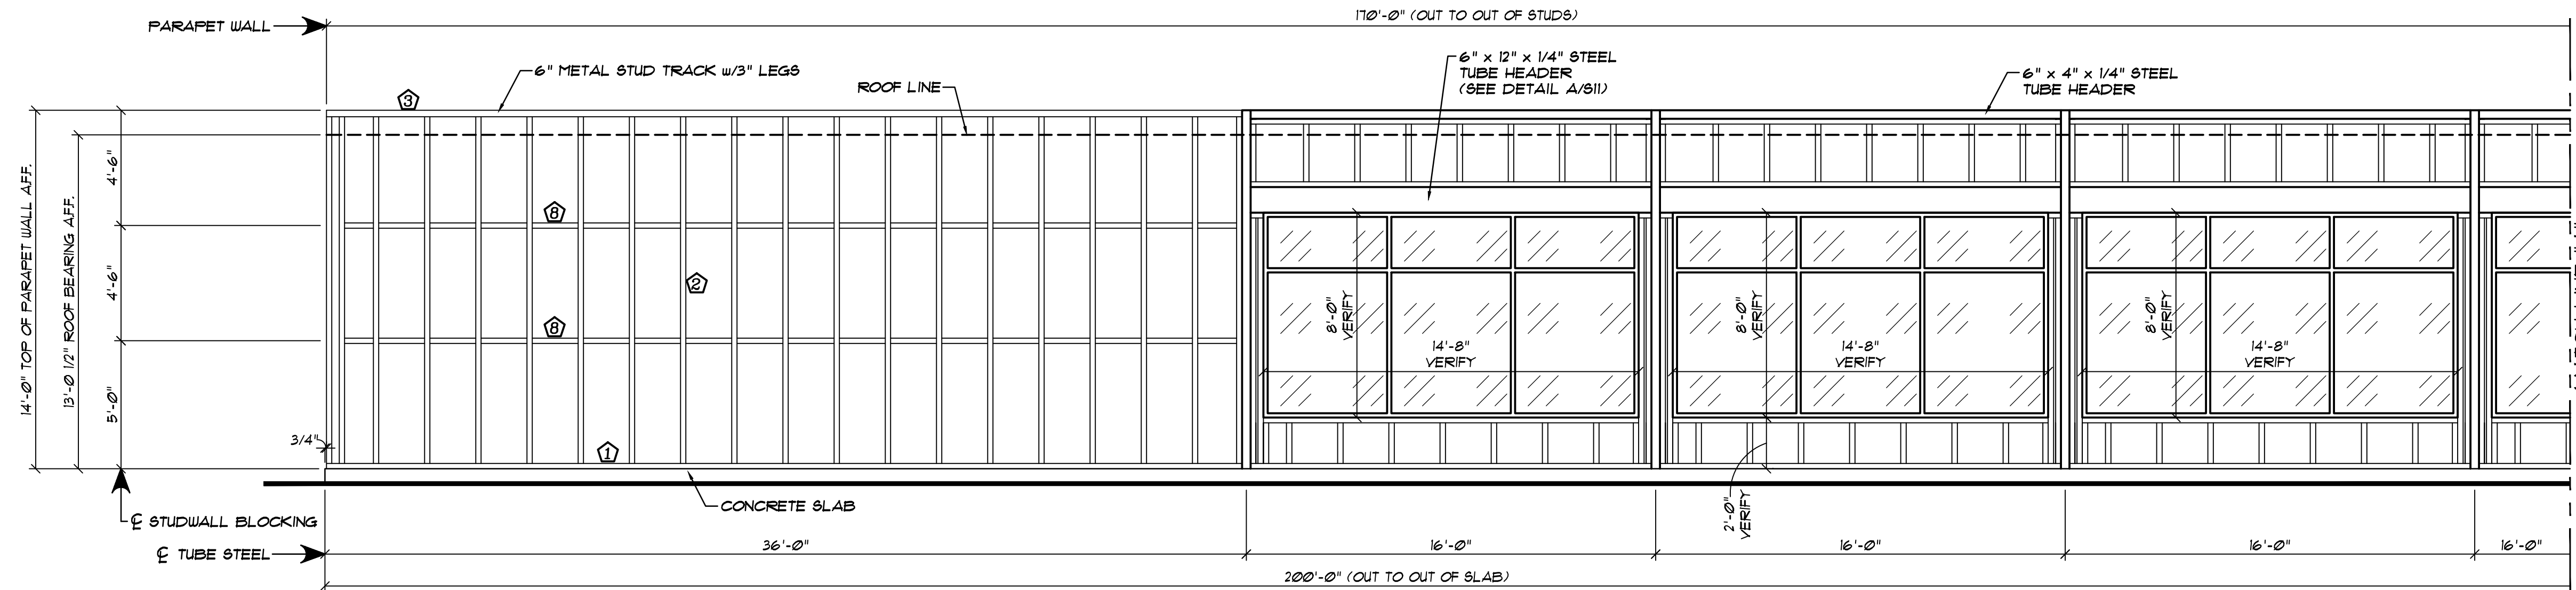 170'-0" (OUT TO OUT OF STUDS)
PARAPET WALL
6" METAL STUD TRACK w/3" LEGS
ROOF LINE
6" x 12" x 1/4" STEEL
TUBE HEADER
(SEE DETAIL A/S11)
6" x 4" x 1/4" STEEL
TUBE HEADER
3
14'-0" TOP OF PARAPET WALL AFF.
13'-0 1/2" ROOF BEARING AFF.
4'-6"
4'-6"
5'-0"
8
2
8
1
3/4"
8'-0"
VERIFY
14'-8"
VERIFY
8'-0"
VERIFY
14'-8"
VERIFY
8'-0"
VERIFY
14'-8"
VERIFY
2'-0"
VERIFY
CONCRETE SLAB
℄ STUDWALL BLOCKING
℄ TUBE STEEL
36'-0"
16'-0"
16'-0"
16'-0"
16'-0"
200'-0" (OUT TO OUT OF SLAB)